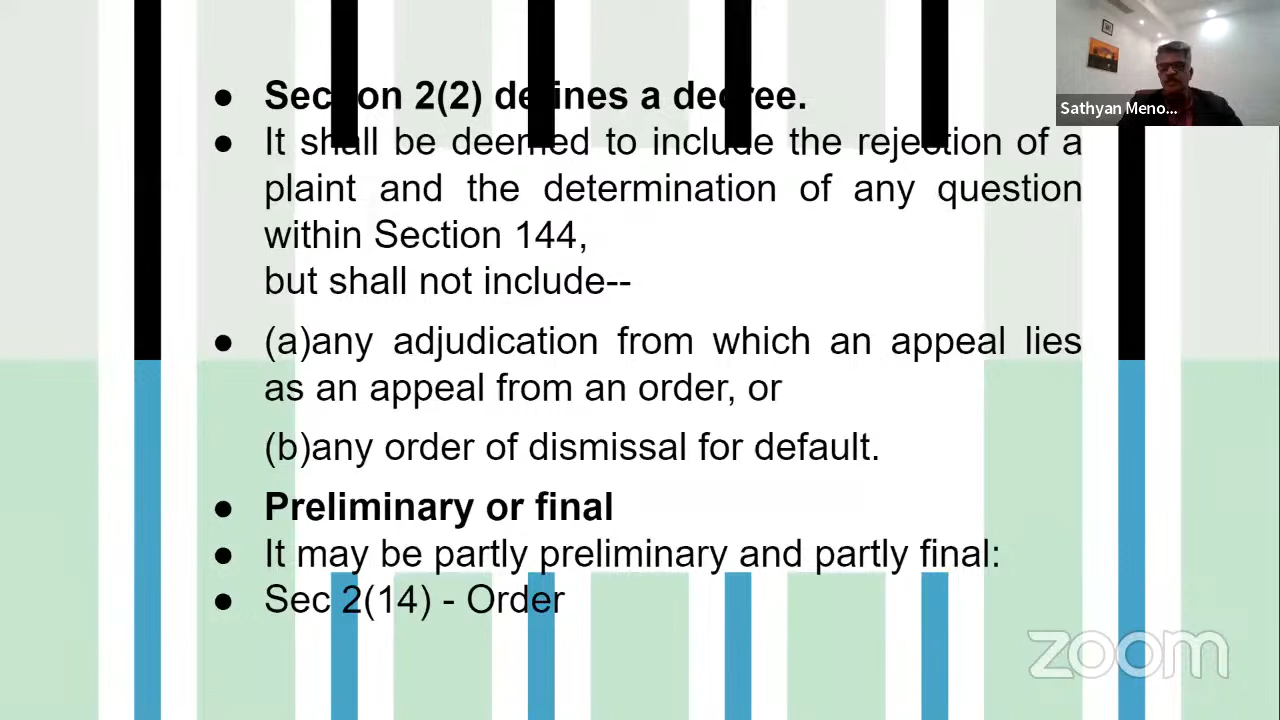 ● Section 2(2) defines a decree.
● It shall be deemed to include the rejection of a
plaint and the determination of any question
within Section 144,
but shall not include--
● (a)any adjudication from which an appeal lies
as an appeal from an order, or
(b)any order of dismissal for default.
● Preliminary or final
● It may be partly preliminary and partly final:
● Sec 2(14) - Order
Sathyan Meno...
zoom